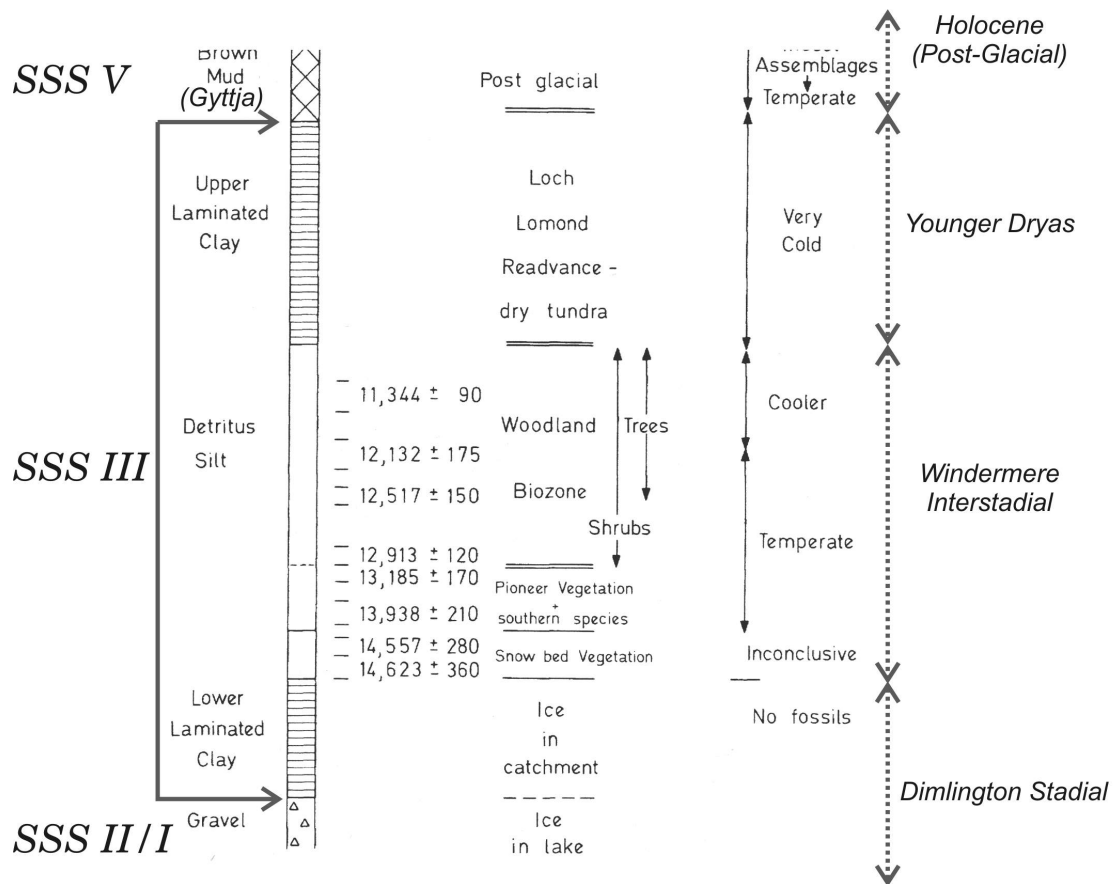 Holocene
(Post-Glacial)
SSS V
Brown
Mud
(Gyttja)
Post glacial
Assemblages
Temperate
Upper
Laminated
Clay
Loch
Lomond
Readvance -
dry tundra
Very
Cold
Younger Dryas
SSS III
Detritus
Silt
11,344 ± 90
12,132 ± 175
12,517 ± 150
12,913 ± 120
13,185 ± 170
13,938 ± 210
14,557 ± 280
14,623 ± 360
Woodland
Biozone
Trees
Shrubs
Pioneer Vegetation
+
southern species
Snow bed Vegetation
Cooler
Temperate
Inconclusive
Windermere
Interstadial
Lower
Laminated
Clay
Ice
in
catchment
No fossils
Dimlington Stadial
Gravel
SSS II/I
Ice
in lake